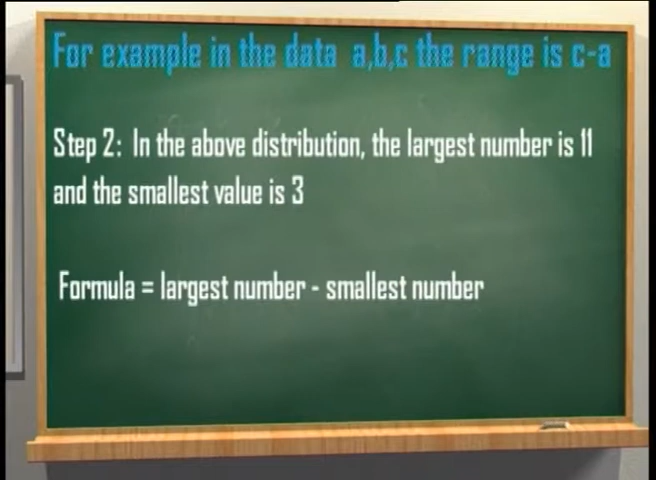 For example in the data a,b,c the range is c-a
Step 2: In the above distribution, the largest number is 11
and the smallest value is 3
Formula = largest number - smallest number